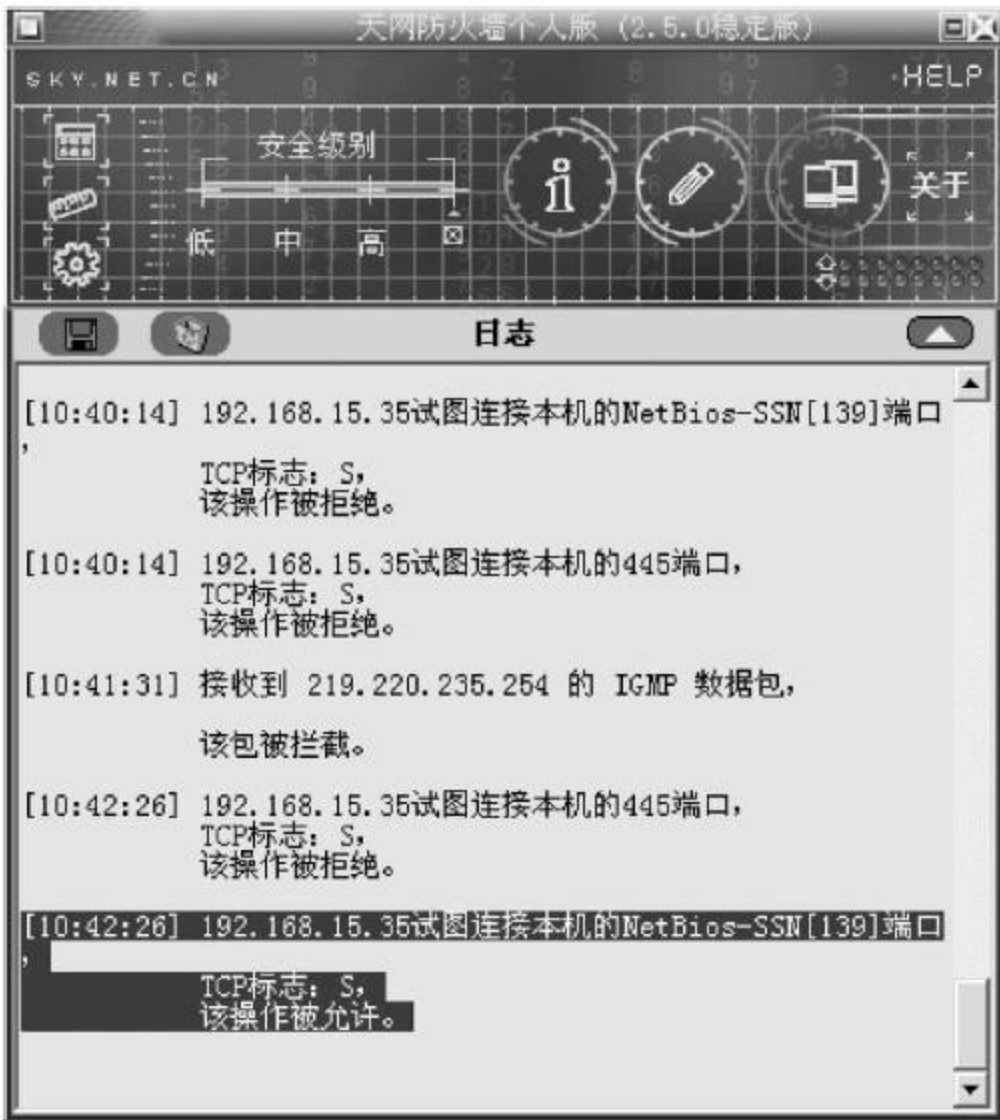 天网防火墙个人版 (2.5.0稳定版)
SKY.NET.CN
·HELP
安全级别
低 中 高
关于
日志
[10:40:14] 192.168.15.35试图连接本机的NetBios-SSN[139]端口
，
TCP标志：S，
该操作被拒绝。
[10:40:14] 192.168.15.35试图连接本机的445端口，
TCP标志：S，
该操作被拒绝。
[10:41:31] 接收到 219.220.235.254 的 IGMP 数据包，
该包被拦截。
[10:42:26] 192.168.15.35试图连接本机的445端口，
TCP标志：S，
该操作被拒绝。
[10:42:26] 192.168.15.35试图连接本机的NetBios-SSN[139]端口
，
TCP标志：S，
该操作被允许。